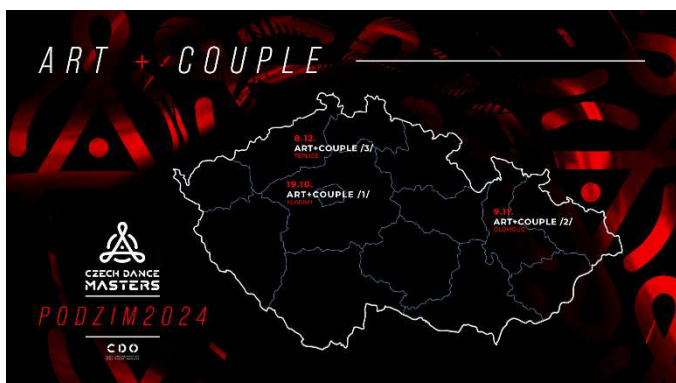 ART + COUPLE
8.12.
ART+COUPLE /3/
TEPLICE
19.10.
ART+COUPLE /1/
9.11.
ART+COUPLE /2/
OLOMOUC
CZECH DANCE
MASTERS
PODZIM2024
CDO